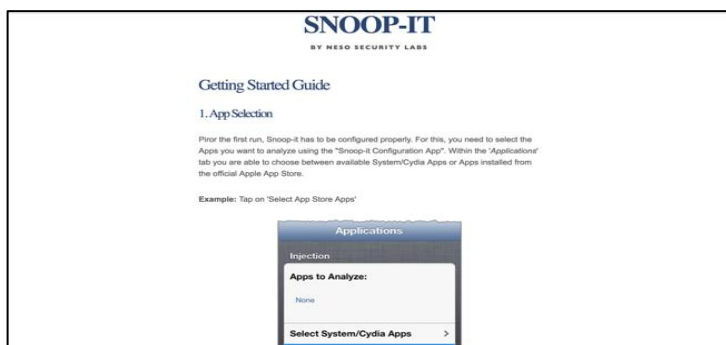 SNOOP-IT
BY NESO SECURITY LABS
Getting Started Guide
1. App Selection
Piror the first run, Snoop-it has to be configured properly. For this, you need to select the
Apps you want to analyze using the "Snoop-it Configuration App". Within the 'Applications'
tab you are able to choose between available System/Cydia Apps or Apps installed from
the official Apple App Store.
Example: Tap on 'Select App Store Apps'
Applications
Injection
Apps to Analyze:
None
Select System/Cydia Apps >